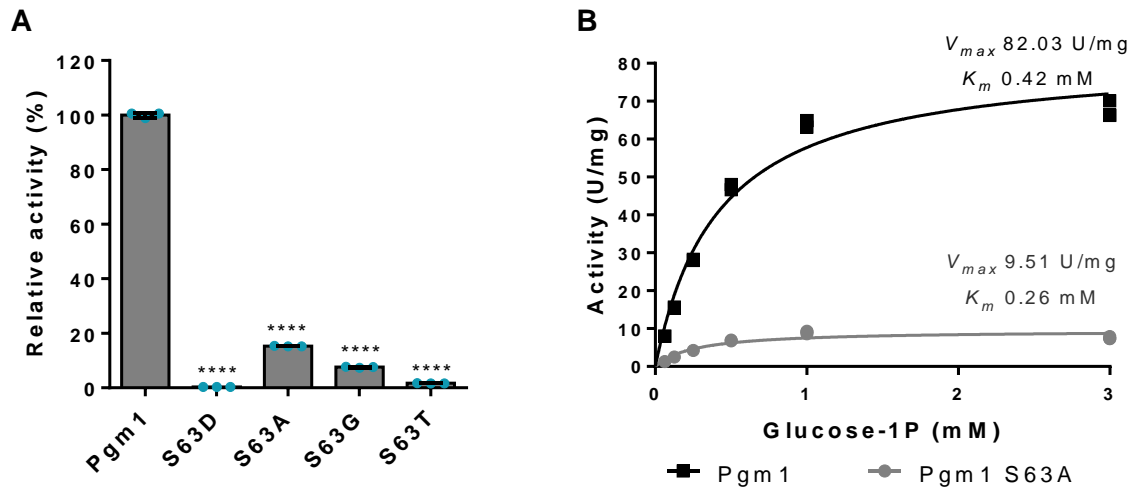 A
Relative activity (%)
120
100
80
60
40
20
0
****
****
****
****
Pgm1
S63D
S63A
S63G
S63T
B
Activity (U/mg)
80
70
60
50
40
30
20
10
0
Vmax 82.03 U/mg
Km 0.42 mM
Vmax 9.51 U/mg
Km 0.26 mM
0 1 2 3
Glucose-1P (mM)
Pgm1 Pgm1 S63A